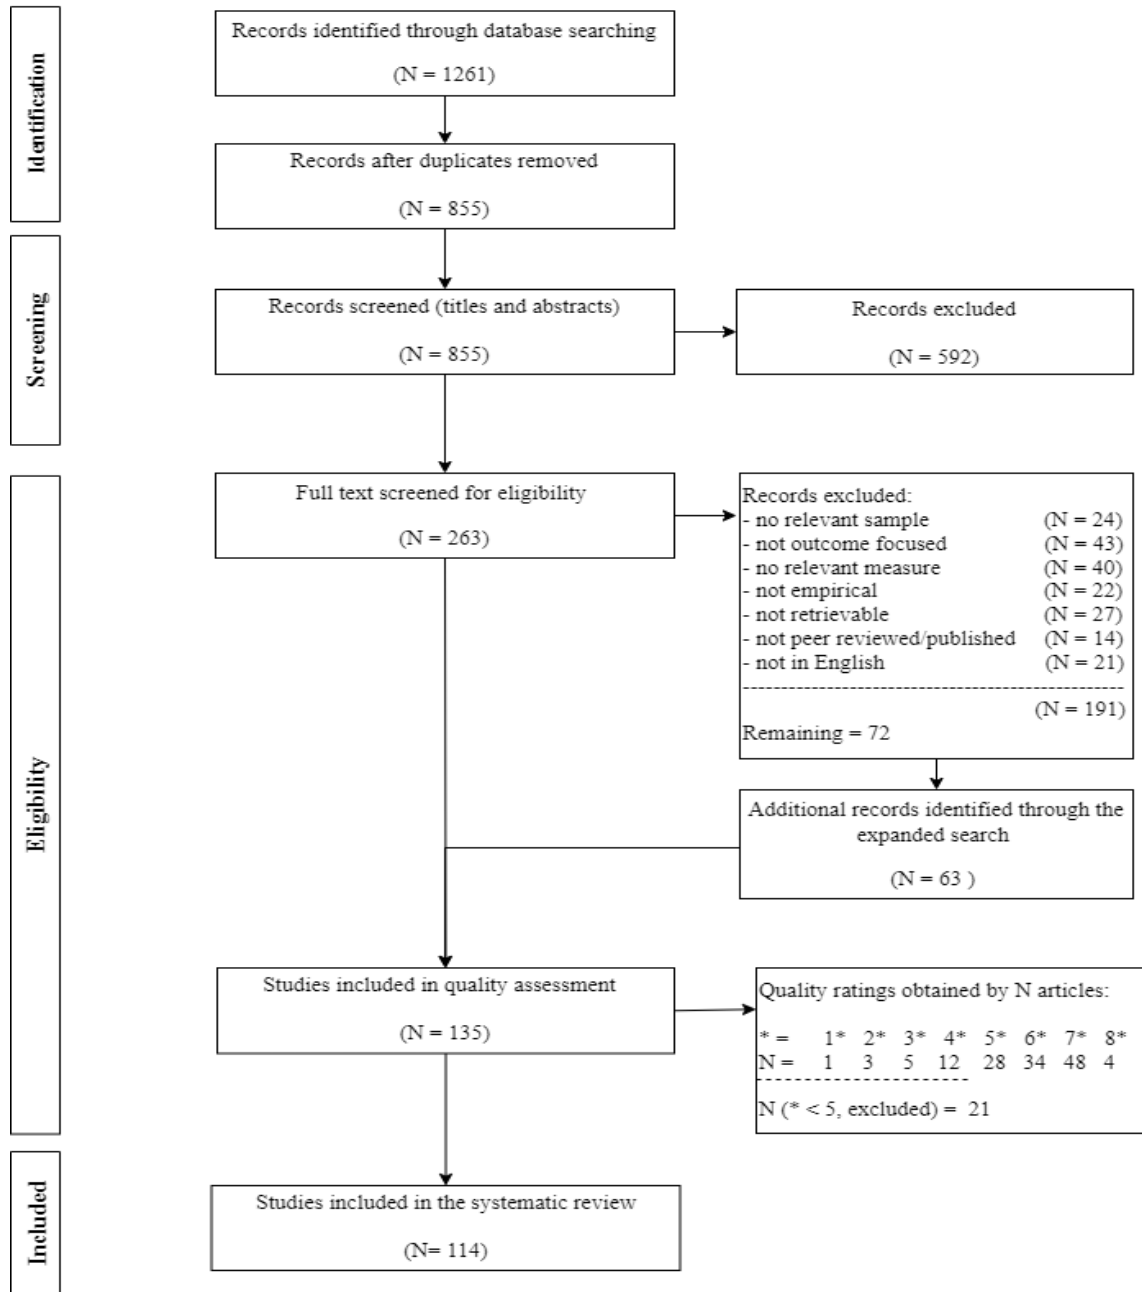 Identification
Records identified through database searching
(N = 1261)
Records after duplicates removed
(N = 855)
Screening
Records screened (titles and abstracts)
(N = 855)
Records excluded
(N = 592)
Eligibility
Full text screened for eligibility
(N = 263)
Records excluded:
- no relevant sample (N = 24)
- not outcome focused (N = 43)
- no relevant measure (N = 40)
- not empirical (N = 22)
- not retrievable (N = 27)
- not peer reviewed/published (N = 14)
- not in English (N = 21)
(N = 191)
Remaining = 72
Additional records identified through the
expanded search
(N = 63 )
Studies included in quality assessment
(N = 135)
Quality ratings obtained by N articles:
* = 1* 2* 3* 4* 5* 6* 7* 8*
N = 1 3 5 12 28 34 48 4
N (* < 5, excluded) = 21
Included
Studies included in the systematic review
(N= 114)